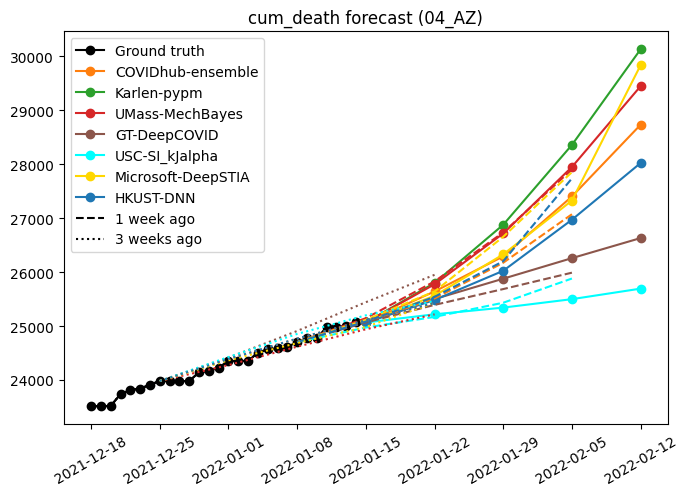 cum_death forecast (04_AZ)
Ground truth
COVIDhub-ensemble
Karlen-pypm
UMass-MechBayes
GT-DeepCOVID
USC-SI_kJalpha
Microsoft-DeepSTIA
HKUST-DNN
1 week ago
3 weeks ago
30000
29000
28000
27000
26000
25000
24000
2021-12-18
2021-12-25
2022-01-01
2022-01-08
2022-01-15
2022-01-22
2022-01-29
2022-02-05
2022-02-12